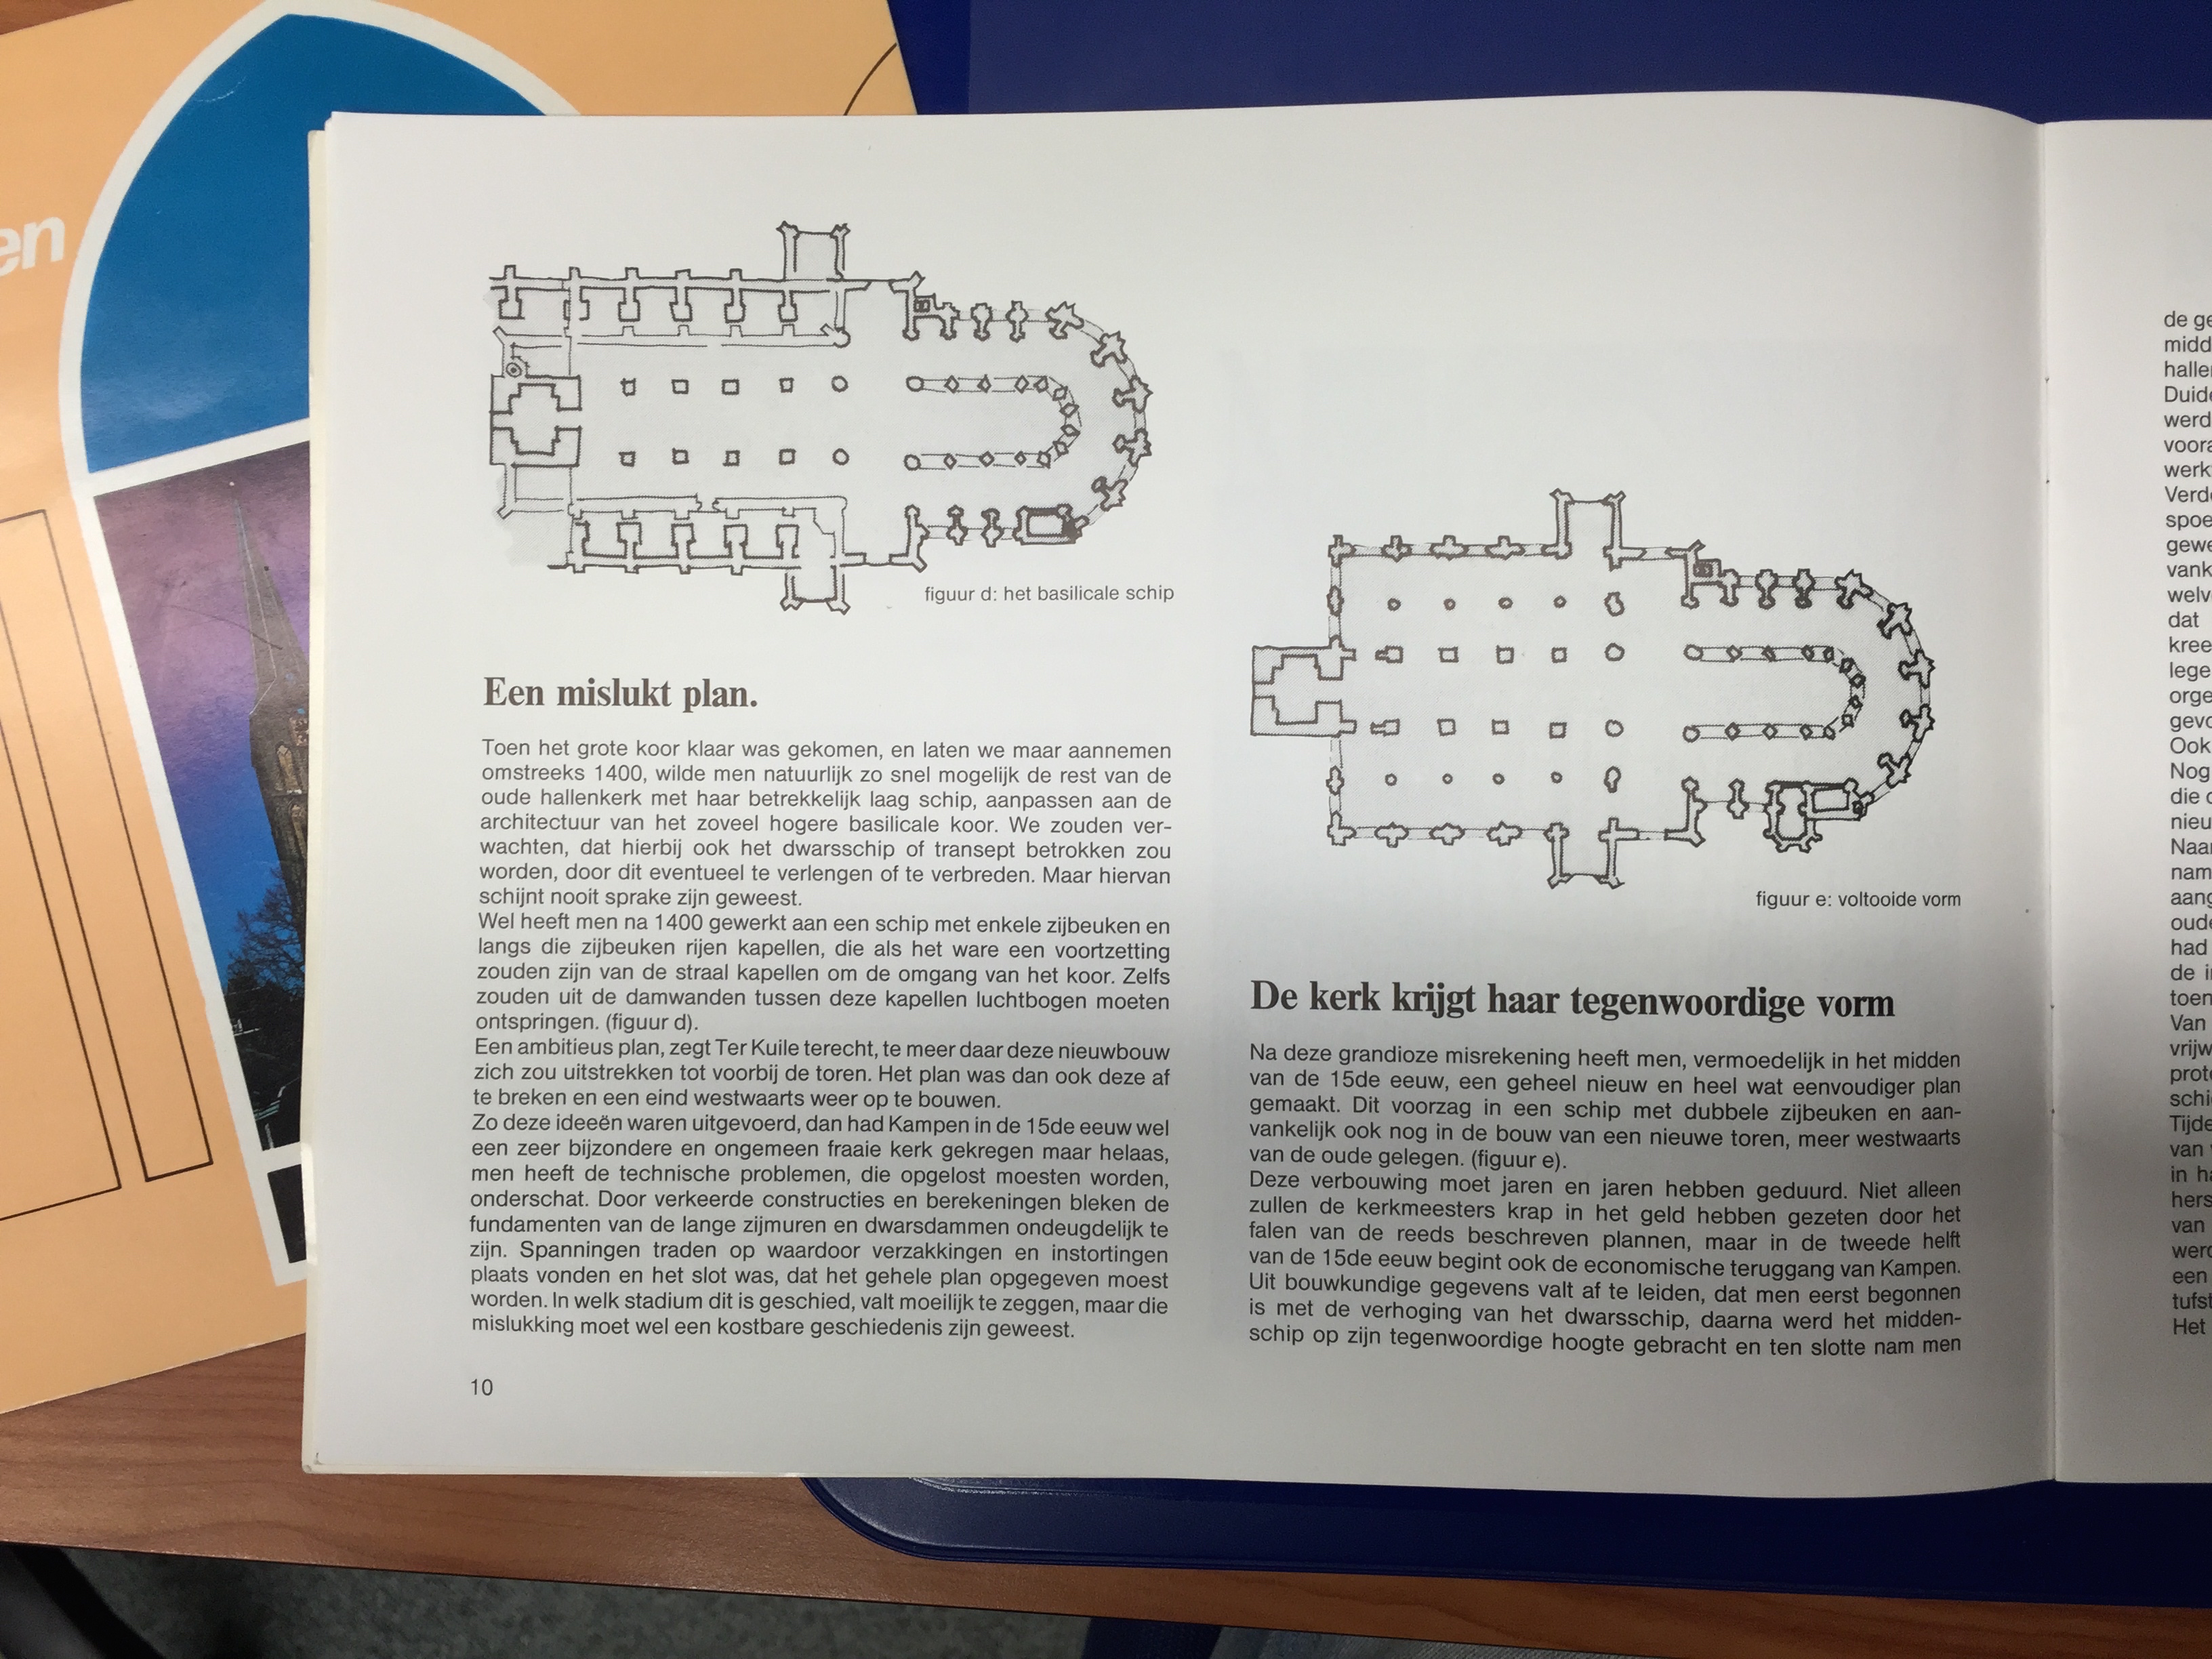 en
figuur d: het basilicale schip
Een mislukt plan.
Toen het grote koor klaar was gekomen, en laten we maar aannemen
omstreeks 1400, wilde men natuurlijk zo snel mogelijk de rest van de
oude hallenkerk met haar betrekkelijk laag schip, aanpassen aan de
architectuur van het zoveel hogere basilicale koor. We zouden ver-
wachten, dat hierbij ook het dwarsschip of transept betrokken zou
worden, door dit eventueel te verlengen of te verbreden. Maar hiervan
schijnt nooit sprake zijn geweest.
Wel heeft men na 1400 gewerkt aan een schip met enkele zijbeuken en
langs die zijbeuken rijen kapellen, die als het ware een voortzetting
zouden zijn van de straal kapellen om de omgang van het koor. Zelfs
zouden uit de damwanden tussen deze kapellen luchtbogen moeten
ontspringen. (figuur d).
Een ambitieus plan, zegt Ter Kuile terecht, te meer daar deze nieuwbouw
zich zou uitstrekken tot voorbij de toren. Het plan was dan ook deze af
te breken en een eind westwaarts weer op te bouwen.
Zo deze ideeën waren uitgevoerd, dan had Kampen in de 15de eeuw wel
een zeer bijzondere en ongemeen fraaie kerk gekregen maar helaas,
men heeft de technische problemen, die opgelost moesten worden,
onderschat. Door verkeerde constructies en berekeningen bleken de
fundamenten van de lange zijmuren en dwarsdammen ondeugdelijk te
zijn. Spanningen traden op waardoor verzakkingen en instortingen
plaats vonden en het slot was, dat het gehele plan opgegeven moest
worden. In welk stadium dit is geschied, valt moeilijk te zeggen, maar die
mislukking moet wel een kostbare geschiedenis zijn geweest.
10
figuur e: voltooide vorm
De kerk krijgt haar tegenwoordige vorm
Na deze grandioze misrekening heeft men, vermoedelijk in het midden
van de 15de eeuw, een geheel nieuw en heel wat eenvoudiger plan
gemaakt. Dit voorzag in een schip met dubbele zijbeuken en aan-
vankelijk ook nog in de bouw van een nieuwe toren, meer westwaarts
van de oude gelegen. (figuur e).
Deze verbouwing moet jaren en jaren hebben geduurd. Niet alleen
zullen de kerkmeesters krap in het geld hebben gezeten door het
falen van de reeds beschreven plannen, maar in de tweede helft
van de 15de eeuw begint ook de economische teruggang van Kampen.
Uit bouwkundige gegevens valt af te leiden, dat men eerst begonnen
is met de verhoging van het dwarsschip, daarna werd het midden-
schip op zijn tegenwoordige hoogte gebracht en ten slotte nam men
de ge
midd
halle
Duid
werd
voora
werk
Verd
spoe
gewe
vank
welv
dat
kree
lege
orge
gevo
Ook
Nog
die
nieu
Naa
nam
aang
oud
had
de i
toen
Van
vrijw
prot
schi
Tijde
van
in ha
hers
van
werd
een
tufst
Het